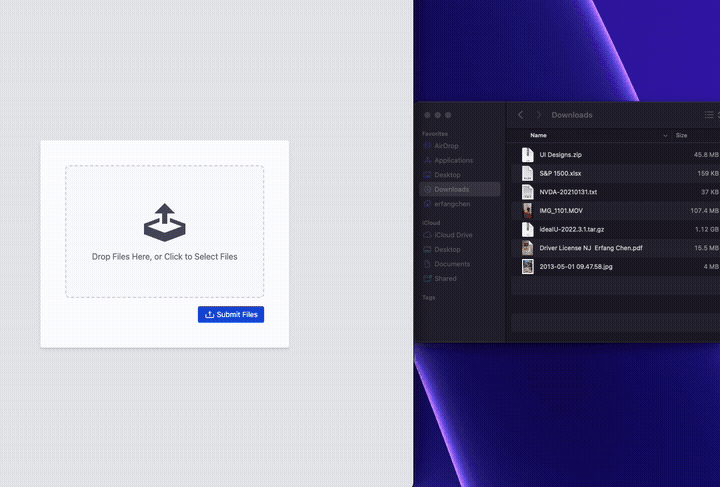 Drop Files Here, or Click to Select Files
Submit Files
Downloads
Favorites
AirDrop
Applications
Desktop
Downloads
erfangchen
iCloud
iCloud Drive
Desktop
Documents
Shared
Tags
Name Size
UI Designs.zip 45.8 MB
S&P 1500.xlsx 159 KB
NVDA-20210131.txt 37 KB
IMG_1101.MOV 107.4 MB
ideaIU-2022.3.1.tar.gz 1.12 GB
Driver License NJ Erfang Chen.pdf 15.5 MB
2013-05-01 09.47.58.jpg 4 MB